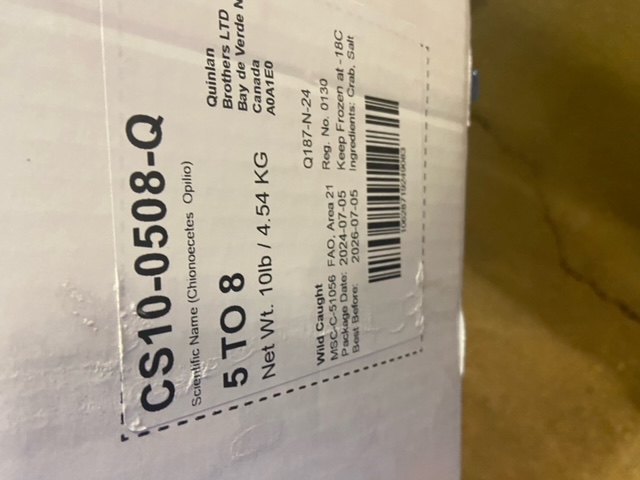 CS10-0508-Q
Scientific Name (Chionoecetes Opilio)
5 TO 8
Net Wt. 10lb / 4.54 KG
Quinlan
Brothers LTD
Bay de Verde
Canada
A0A1E0
Q187-N-24
Wild Caught
MSC-C-51056 FAO, Area 21 Reg. No. 0130
Package Date: 2024-07-05 Keep Frozen at -18C
Best Before: 2026-07-05 Ingredients: Crab, Salt